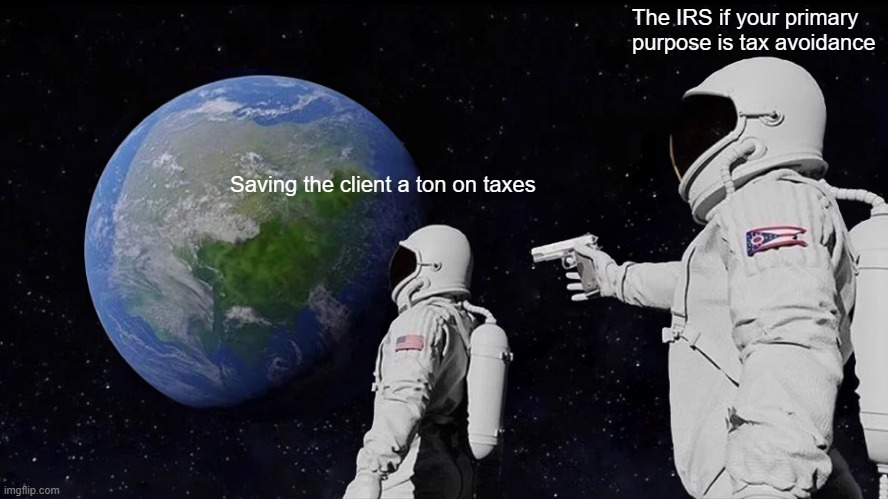 The IRS if your primary
purpose is tax avoidance
Saving the client a ton on taxes
imgflip.com